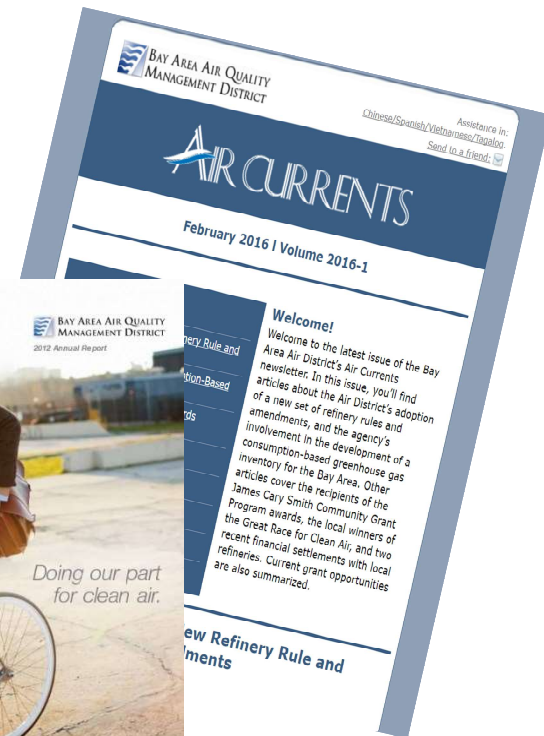 BAY AREA AIR QUALITY
MANAGEMENT DISTRICT
Assistance in:
Chinese/Spanish/Vietnamese/Tagalog.
Send to a friend:
AIR CURRENTS
February 2016 l Volume 2016-1
Welcome!
Welcome to the latest issue of the Bay
Area Air District's Air Currents
newsletter. In this issue, you'll find
articles about the Air District's adoption
of a new set of refinery rules and
amendments, and the agency's
involvement in the development of a
consumption-based greenhouse gas
inventory for the Bay Area. Other
articles cover the recipients of the
James Cary Smith Community Grant
Program awards, the local winners of
the Great Race for Clean Air, and two
recent financial settlements with local
refineries. Current grant opportunities
are also summarized.
nery Rule and
tion-Based
rds
ew Refinery Rule and
ments
BAY AREA AIR QUALITY
MANAGEMENT DISTRICT
2012 Annual Report
Doing our part
for clean air.